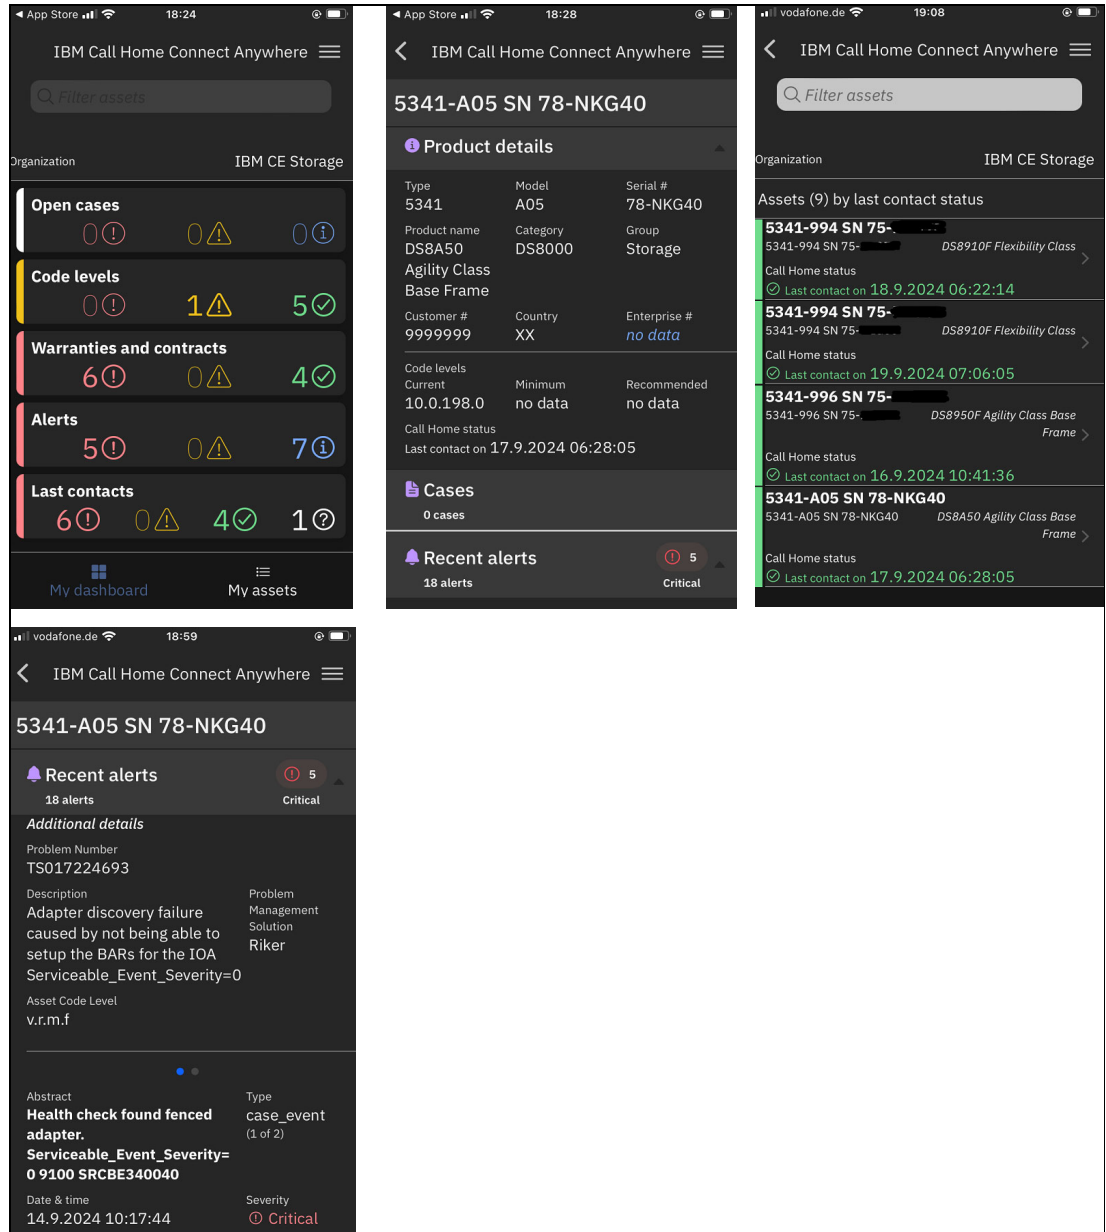 App Store 18:24
IBM Call Home Connect Anywhere
Filter assets
Organization IBM CE Storage
Open cases
0 0 0
Code levels
0 1 5
Warranties and contracts
6 0 4
Alerts
5 0 7
Last contacts
6 0 4 1
My dashboard My assets
App Store 18:28
IBM Call Home Connect Anywhere
5341-A05 SN 78-NKG40
Product details
Type Model Serial #
5341 A05 78-NKG40
Product name Category Group
DS8A50 DS8000 Storage
Agility Class
Base Frame
Customer # Country Enterprise #
9999999 XX no data
Code levels
Current Minimum Recommended
10.0.198.0 no data no data
Call Home status
Last contact on 17.9.2024 06:28:05
Cases
0 cases
Recent alerts 5
18 alerts Critical
vodafone.de 19:08
IBM Call Home Connect Anywhere
Filter assets
Organization IBM CE Storage
Assets (9) by last contact status
5341-994 SN 75-
5341-994 SN 75- DS8910F Flexibility Class
Call Home status
Last contact on 18.9.2024 06:22:14
5341-994 SN 75-
5341-994 SN 75- DS8910F Flexibility Class
Call Home status
Last contact on 19.9.2024 07:06:05
5341-996 SN 75-
5341-996 SN 75- DS8950F Agility Class Base
Frame
Call Home status
Last contact on 16.9.2024 10:41:36
5341-A05 SN 78-NKG40
5341-A05 SN 78-NKG40 DS8A50 Agility Class Base
Frame
Call Home status
Last contact on 17.9.2024 06:28:05
vodafone.de 18:59
IBM Call Home Connect Anywhere
5341-A05 SN 78-NKG40
Recent alerts 5
18 alerts Critical
Additional details
Problem Number
TS017224693
Description
Adapter discovery failure
caused by not being able to
setup the BARs for the IOA
Serviceable_Event_Severity=0
Problem
Management
Solution
Riker
Asset Code Level
v.r.m.f
Abstract
Health check found fenced
adapter.
Serviceable_Event_Severity=
0 9100 SRCBE340040
Type
case_event
(1 of 2)
Date & time
14.9.2024 10:17:44
Severity
Critical